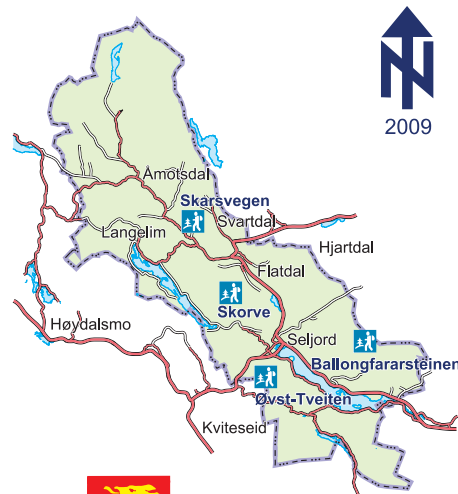 N
2009
Åmotsdal
Skarsvegen
Svartdal
Langelim
Hjartdal
Flatdal
Skorve
Høydalsmo
Seljord
Ballongfararsteinen
Øvst-Tveiten
Kviteseid